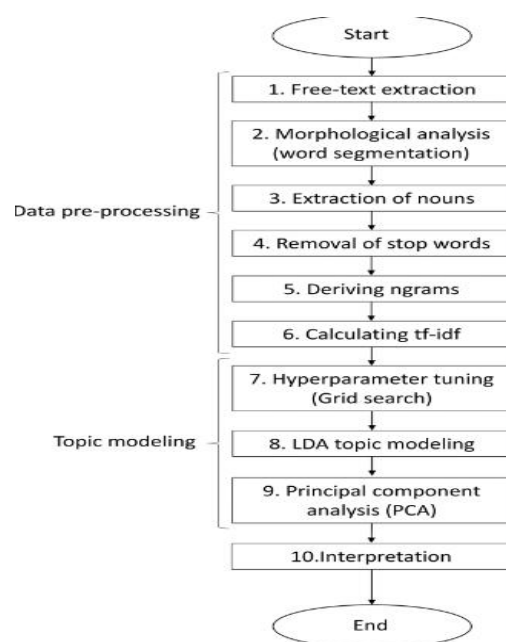 Start
1. Free-text extraction
2. Morphological analysis
(word segmentation)
3. Extraction of nouns
Data pre-processing
4. Removal of stop words
5. Deriving ngrams
6. Calculating tf-idf
7. Hyperparameter tuning
(Grid search)
Topic modeling
8. LDA topic modeling
9. Principal component
analysis (PCA)
10.Interpretation
End